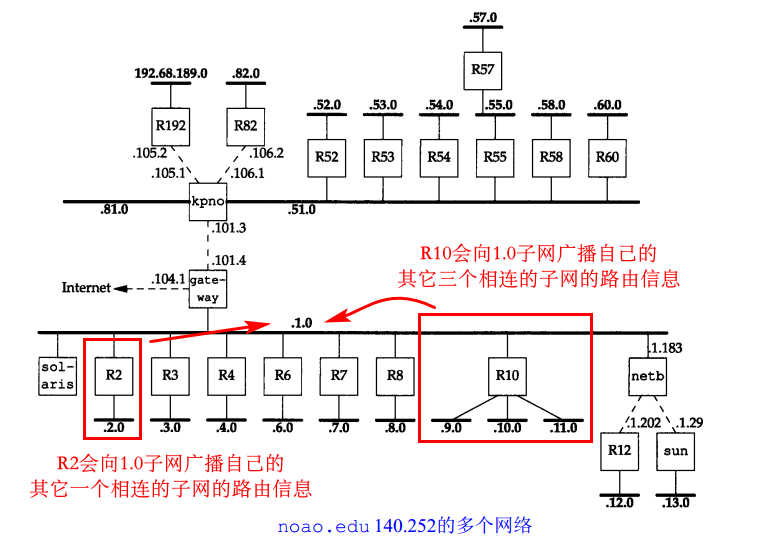 .57.0
R57
192.68.189.0
.82.0
R192
R82
.105.2
.105.1
.106.2
.106.1
.52.0
.53.0
.54.0
.55.0
.58.0
.60.0
R52
R53
R54
R55
R58
R60
kpno
.81.0
.51.0
.101.3
.101.4
R10会向1.0子网广播自己的
其它三个相连的子网的路由信息
Internet
.104.1
gate-
way
.1.0
sol-
aris
R2
R3
R4
R6
R7
R8
R10
.1.183
netb
.2.0
.3.0
.4.0
.6.0
.7.0
.8.0
.9.0
.10.0
.11.0
.1.202
.1.29
R12
sun
.12.0
.13.0
R2会向1.0子网广播自己的
其它一个相连的子网的路由信息
noao.edu 140.252的多个网络